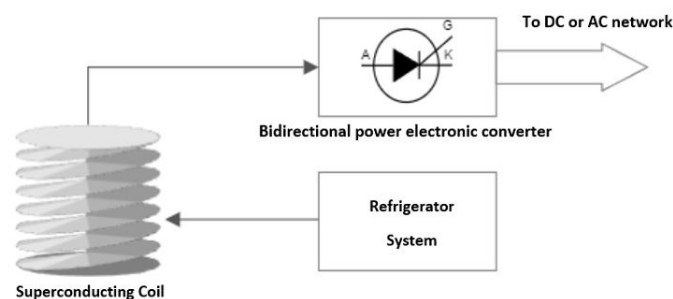 To DC or AC network
G
A
K
Bidirectional power electronic converter
Refrigerator
System
Superconducting Coil